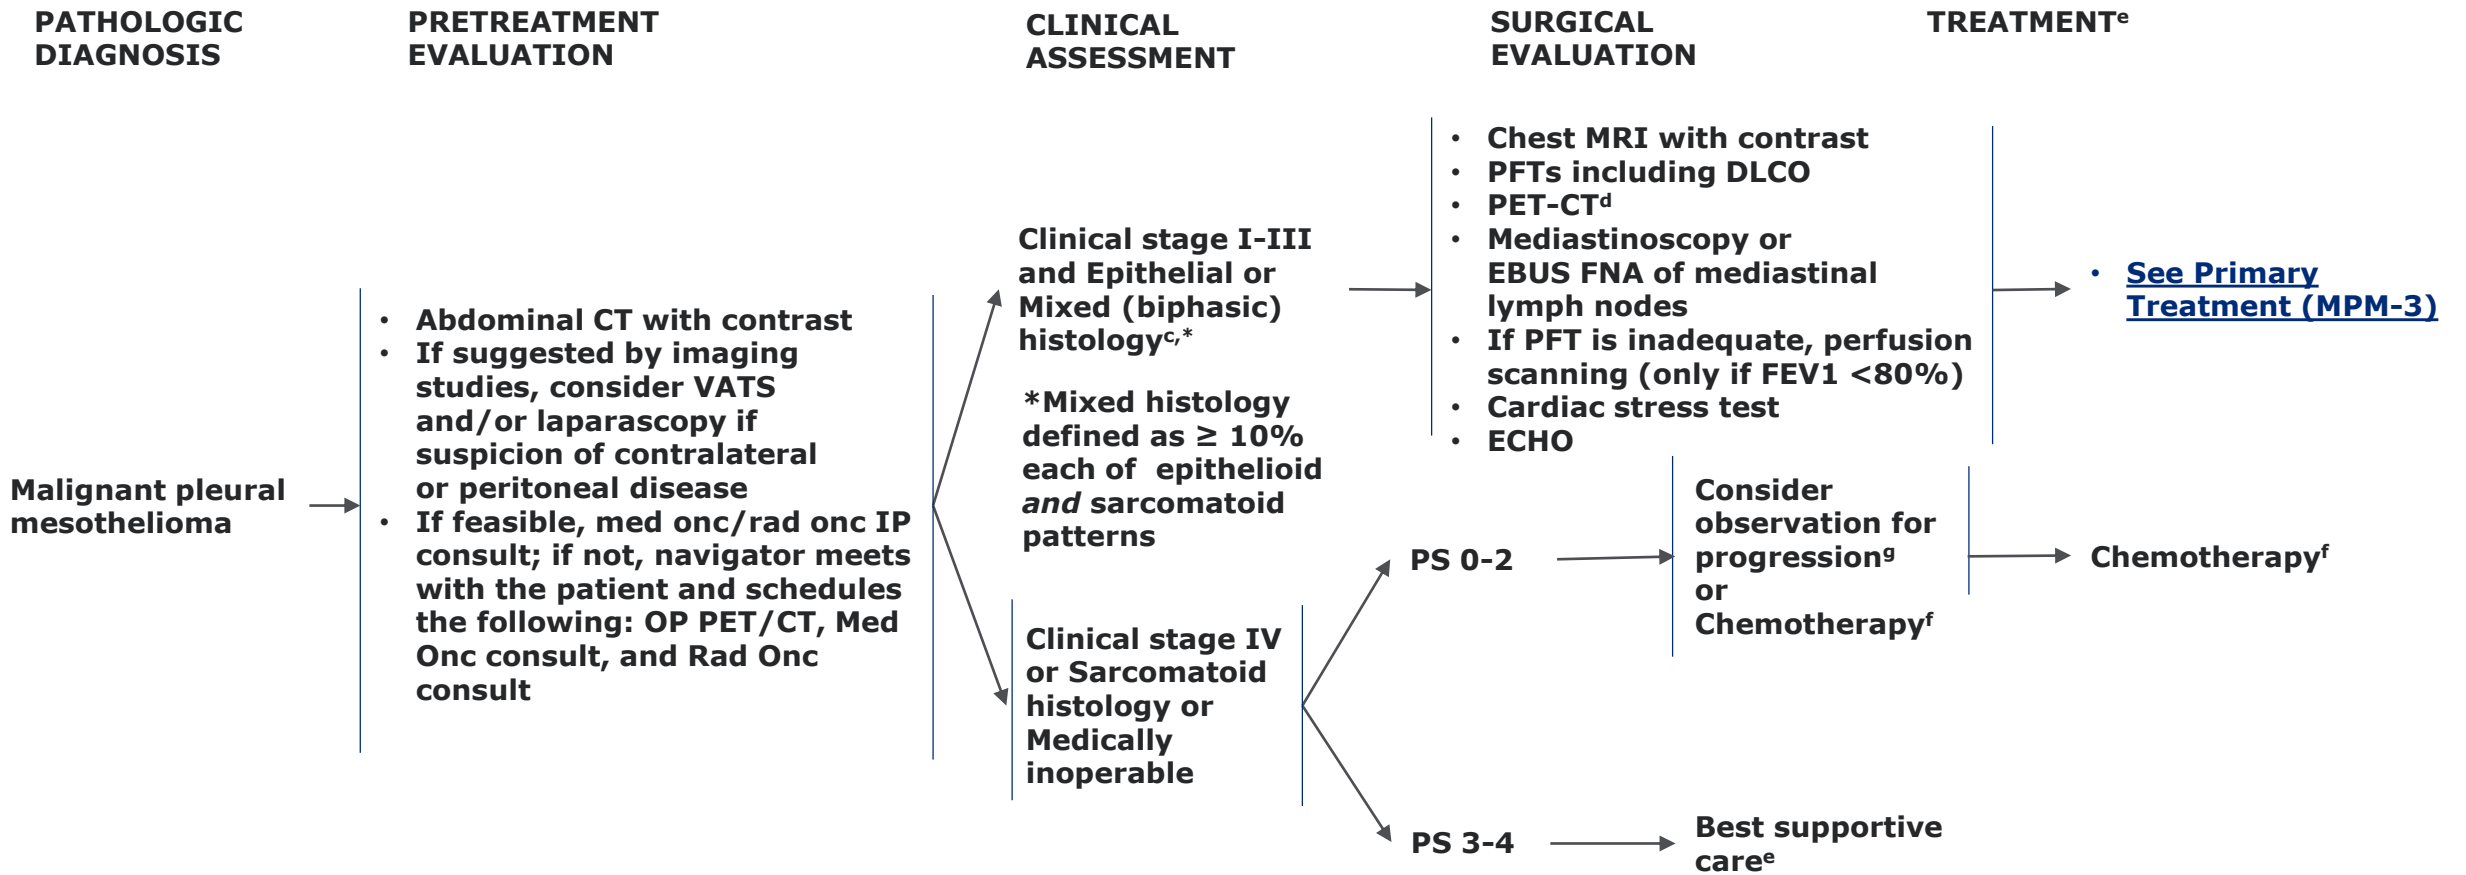 PATHOLOGIC
DIAGNOSIS
PRETREATMENT
EVALUATION
CLINICAL
ASSESSMENT
SURGICAL
EVALUATION
TREATMENTᵉ
Malignant pleural
mesothelioma
• Abdominal CT with contrast
• If suggested by imaging
studies, consider VATS
and/or laparascopy if
suspicion of contralateral
or peritoneal disease
• If feasible, med onc/rad onc IP
consult; if not, navigator meets
with the patient and schedules
the following: OP PET/CT, Med
Onc consult, and Rad Onc
consult
Clinical stage I-III
and Epithelial or
Mixed (biphasic)
histologyᶜ,*
*Mixed histology
defined as ≥ 10%
each of epithelioid
and sarcomatoid
patterns
Clinical stage IV
or Sarcomatoid
histology or
Medically
inoperable
• Chest MRI with contrast
• PFTs including DLCO
• PET-CTᵈ
• Mediastinoscopy or
EBUS FNA of mediastinal
lymph nodes
• If PFT is inadequate, perfusion
scanning (only if FEV1 <80%)
• Cardiac stress test
• ECHO
• See Primary
Treatment (MPM-3)
PS 0-2
Consider
observation for
progressionᵍ
or
Chemotherapyᶠ
Chemotherapyᶠ
PS 3-4
Best supportive
careᵉ